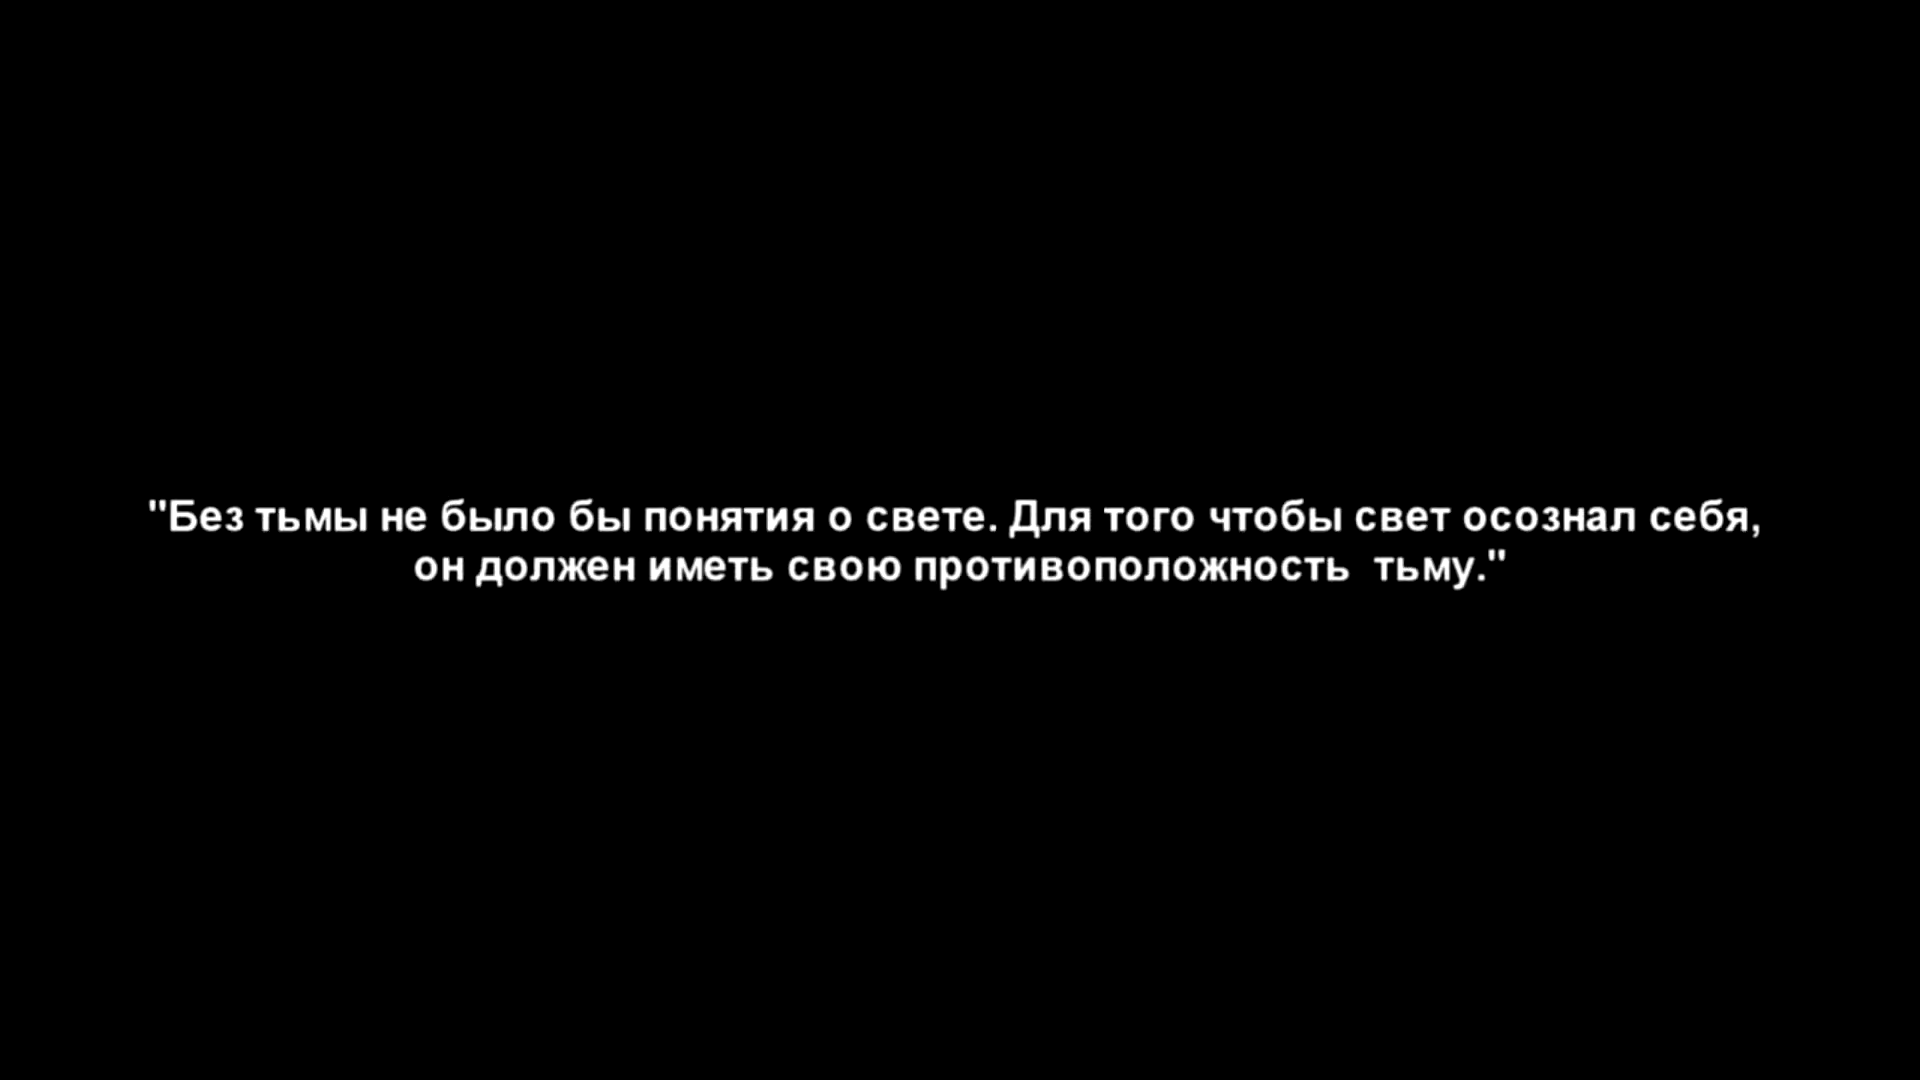 "Без тьмы не было бы понятия о свете. Для того чтобы свет осознал себя,
он должен иметь свою противоположность  тьму."